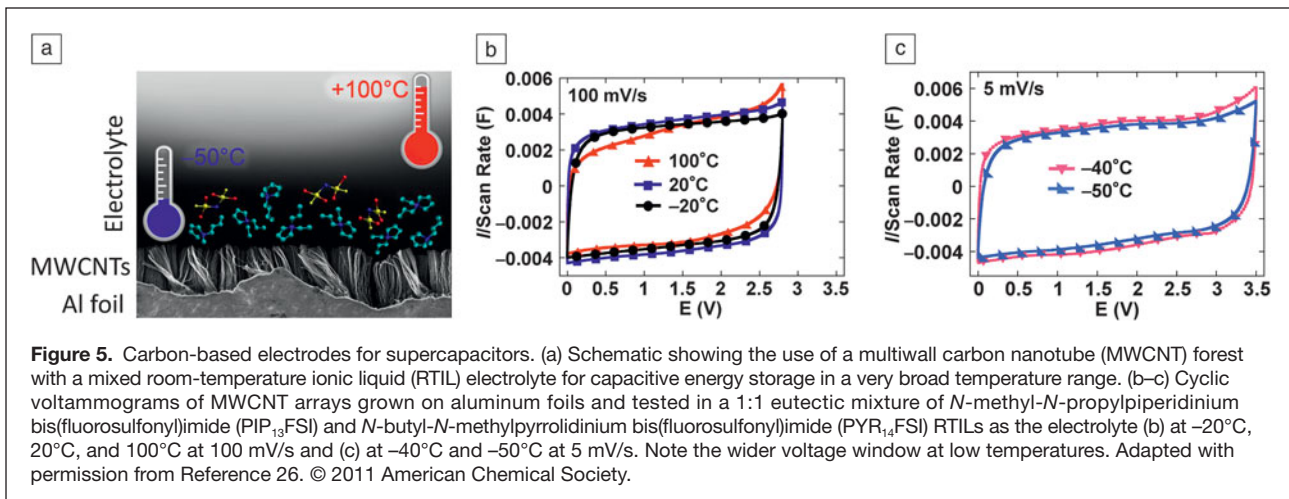 a
+100°C
–50°C
Electrolyte
MWCNTs
Al foil
b
0.006
0.004
0.002
0
–0.002
–0.004
I/Scan Rate (F)
100 mV/s
100°C
20°C
–20°C
0 0.5 1 1.5 2 2.5 3
E (V)
c
0.006
0.004
0.002
0
–0.002
–0.004
I/Scan Rate (F)
5 mV/s
–40°C
–50°C
0 0.5 1 1.5 2 2.5 3 3.5
E (V)
Figure 5. Carbon-based electrodes for supercapacitors. (a) Schematic showing the use of a multiwall carbon nanotube (MWCNT) forest
with a mixed room-temperature ionic liquid (RTIL) electrolyte for capacitive energy storage in a very broad temperature range. (b–c) Cyclic
voltammograms of MWCNT arrays grown on aluminum foils and tested in a 1:1 eutectic mixture of N-methyl-N-propylpiperidinium
bis(fluorosulfonyl)imide (PIP₁₃FSI) and N-butyl-N-methylpyrrolidinium bis(fluorosulfonyl)imide (PYR₁₄FSI) RTILs as the electrolyte (b) at –20°C,
20°C, and 100°C at 100 mV/s and (c) at –40°C and –50°C at 5 mV/s. Note the wider voltage window at low temperatures. Adapted with
permission from Reference 26. © 2011 American Chemical Society.